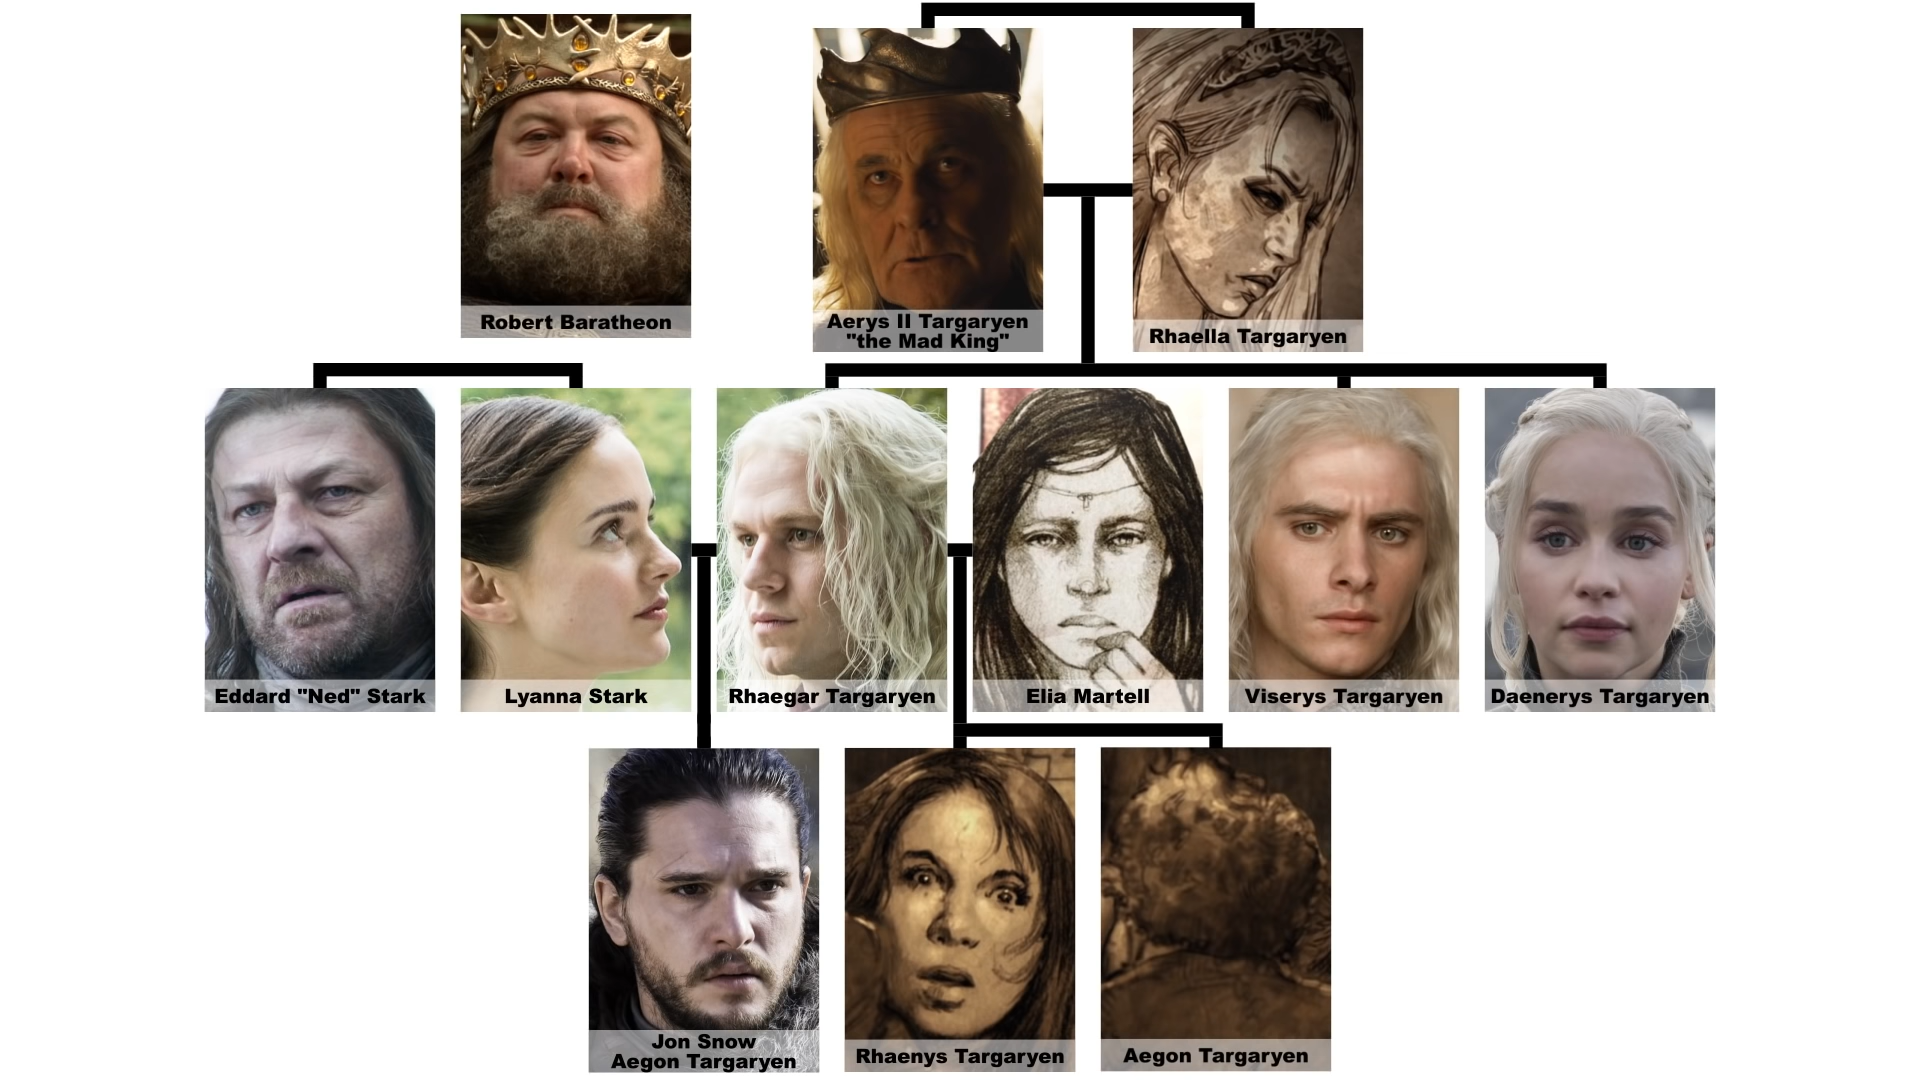 Robert Baratheon
Aerys II Targaryen
"the Mad King"
Rhaella Targaryen
Eddard "Ned" Stark
Lyanna Stark
Rhaegar Targaryen
Elia Martell
Viserys Targaryen
Daenerys Targaryen
Jon Snow
Aegon Targaryen
Rhaenys Targaryen
Aegon Targaryen